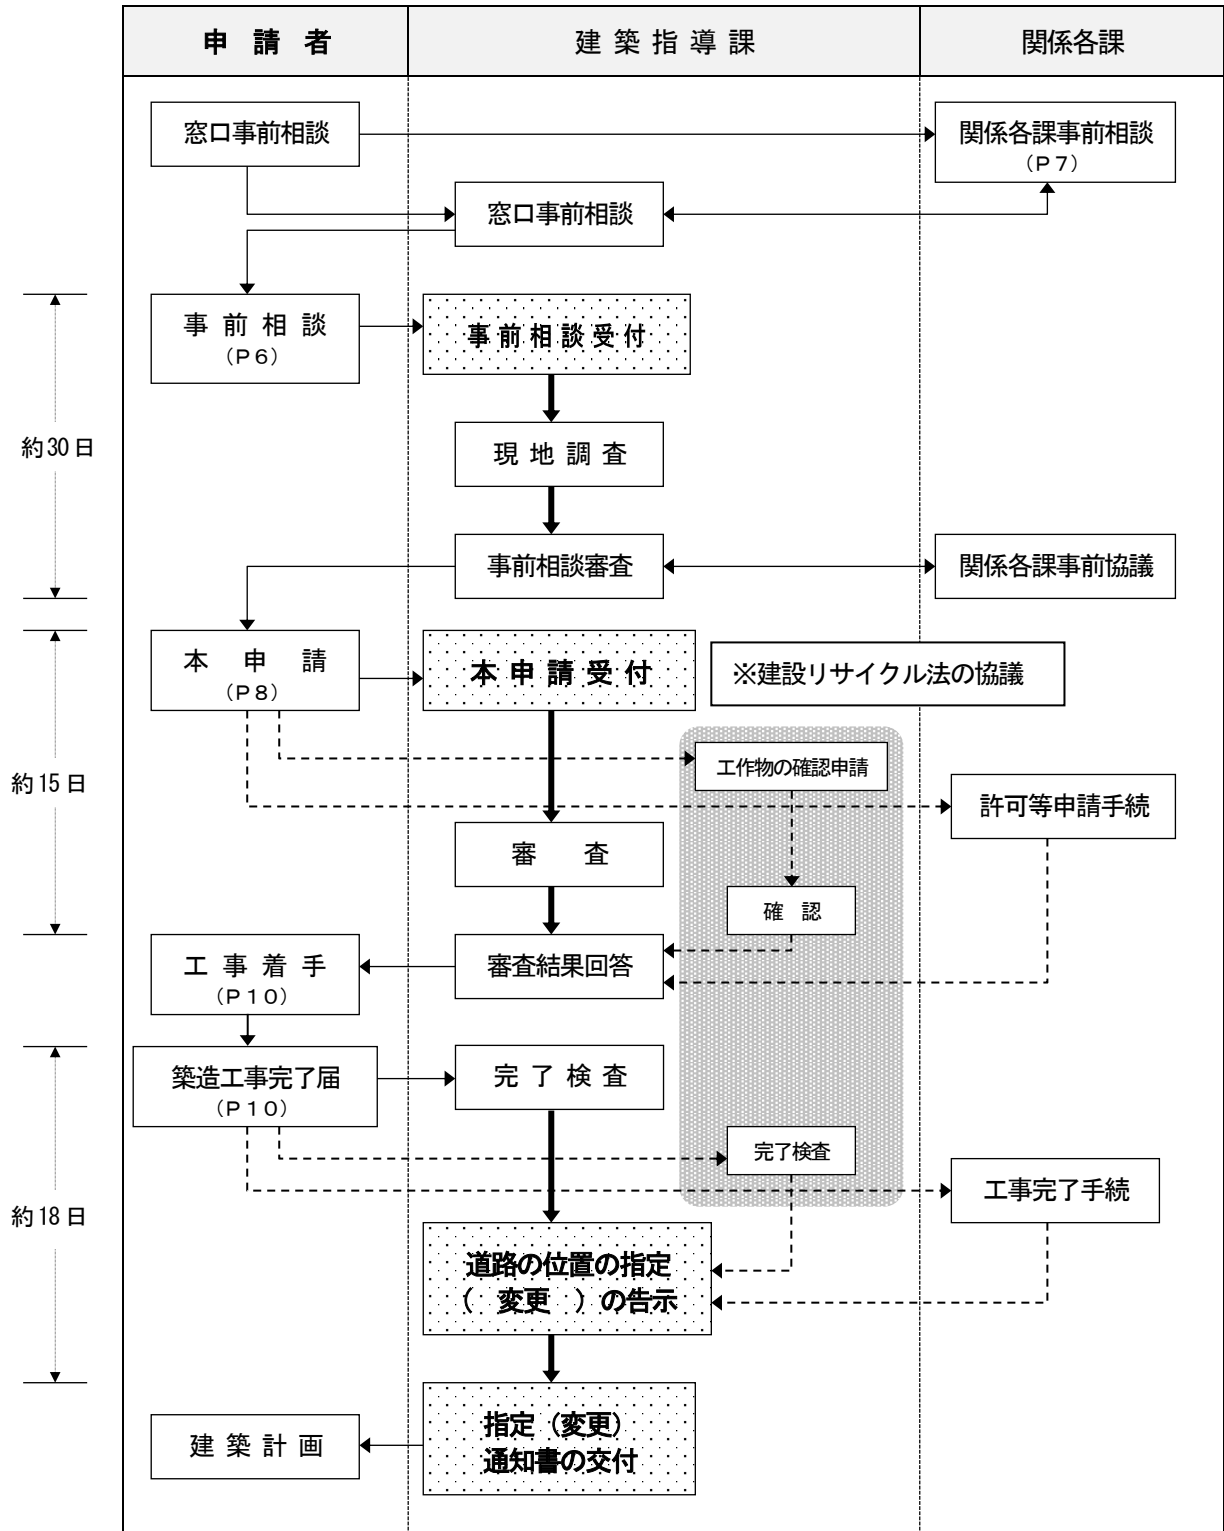 申 請 者
建 築 指 導 課
関係各課
窓口事前相談
関係各課事前相談
（Ｐ７）
窓口事前相談
事 前 相 談
（Ｐ６）
事 前 相 談 受 付
約30日
現 地 調 査
事前相談審査
関係各課事前協議
本 申 請
（Ｐ８）
本 申 請 受 付
※建設リサイクル法の協議
工作物の確認申請
約15日
許可等申請手続
審 査
確 認
工 事 着 手
（Ｐ１０）
審査結果回答
築造工事完了届
（Ｐ１０）
完 了 検 査
完了検査
工事完了手続
約18日
道路の位置の指定
（ 変更 ）の告示
建 築 計 画
指定（変更）
通知書の交付